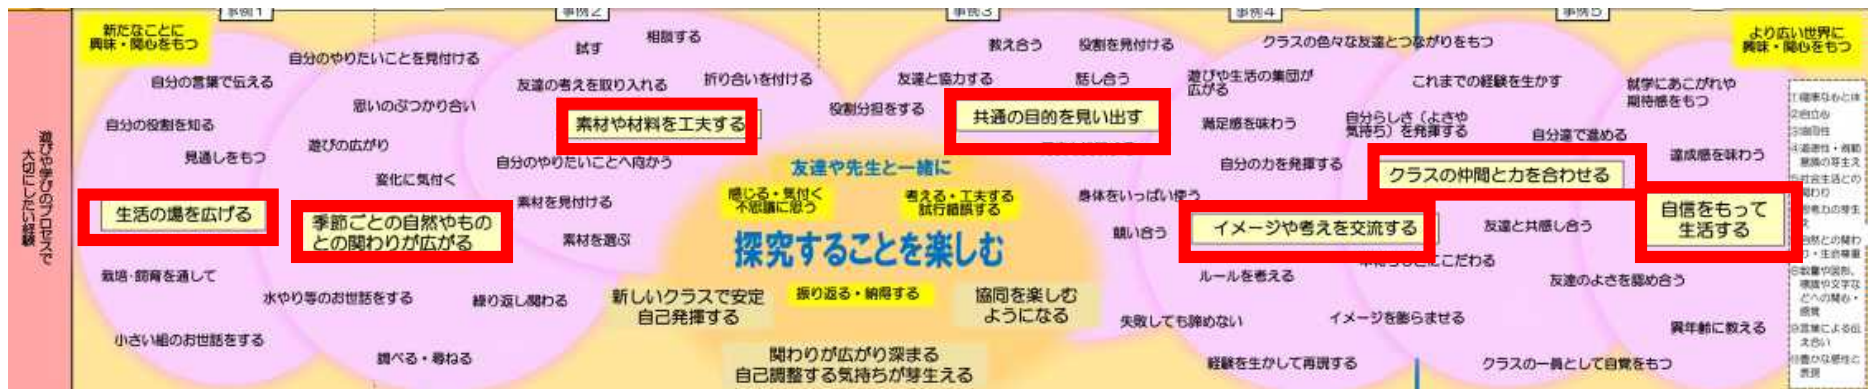 事例1
事例2
事例3
事例4
事例5
遊びや学びのプロセスで
大切にしたい経験
新たなことに
興味・関心をもつ
自分の言葉で伝える
自分の役割を知る
見通しをもつ
生活の場を広げる
栽培・飼育を通して
小さい組のお世話をする
自分のやりたいことを見付ける
思いのぶつかり合い
遊びの広がり
変化に気付く
季節ごとの自然やもの
との関わりが広がる
水やり等のお世話をする
調べる・尋ねる
試す
相談する
友達の考えを取り入れる
折り合いを付ける
素材や材料を工夫する
自分のやりたいことへ向かう
素材を見付ける
素材を選ぶ
繰り返し関わる
教え合う
役割を見付ける
友達と協力する
話し合う
役割分担をする
共通の目的を見い出す
友達や先生と一緒に
感じる・気付く
不思議に思う
考える・工夫する
試行錯誤する
探究することを楽しむ
新しいクラスで安定
自己発揮する
振り返る・納得する
協同を楽しむ
ようになる
関わりが広がり深まる
自己調整する気持ちが芽生える
身体をいっぱい使う
競い合う
クラスの色々な友達とつながりをもつ
遊びや生活の集団が
広がる
満足感を味わう
自分の力を発揮する
イメージや考えを交流する
ルールを考える
失敗しても諦めない
経験を生かして再現する
これまでの経験を生かす
自分らしさ（よさや
気持ち）を発揮する
自分達で進める
クラスの仲間と力を合わせる
友達と共感し合う
にこだわる
イメージを膨らませる
クラスの一員として自覚をもつ
就学にあこがれや
期待感をもつ
達成感を味わう
自信をもって
生活する
友達のよさを認め合う
異年齢に教える
より広い世界に
興味・関心をもつ
①健康な心と体
②自立心
③協同性
④道徳性・規範
意識の芽生え